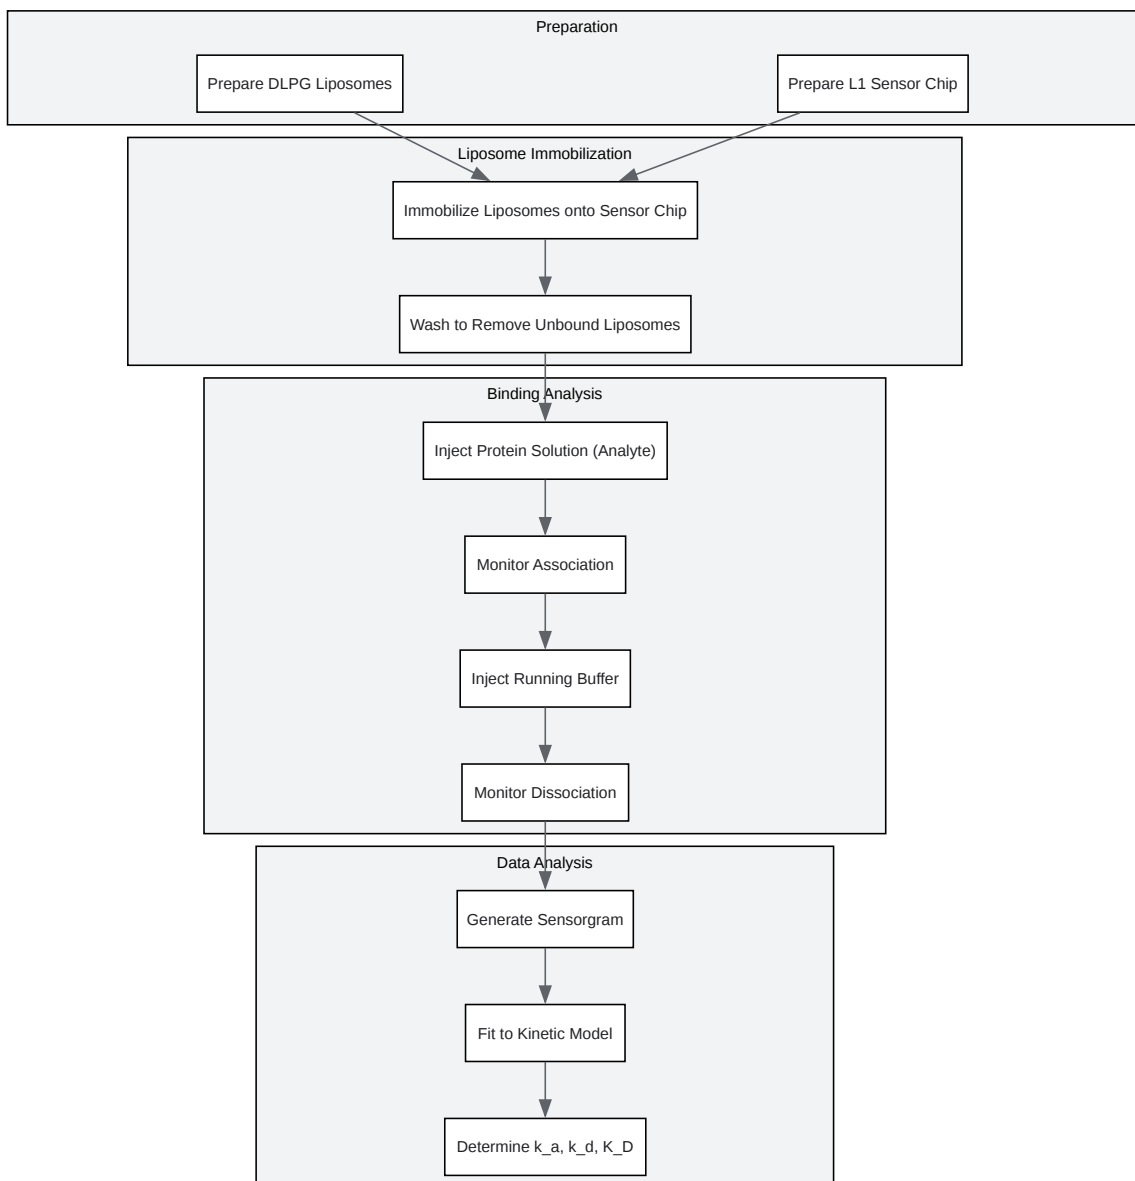 Preparation
Prepare DLPG Liposomes
Prepare L1 Sensor Chip
Liposome Immobilization
Immobilize Liposomes onto Sensor Chip
Wash to Remove Unbound Liposomes
Binding Analysis
Inject Protein Solution (Analyte)
Monitor Association
Inject Running Buffer
Monitor Dissociation
Data Analysis
Generate Sensorgram
Fit to Kinetic Model
Determine k_a, k_d, K_D